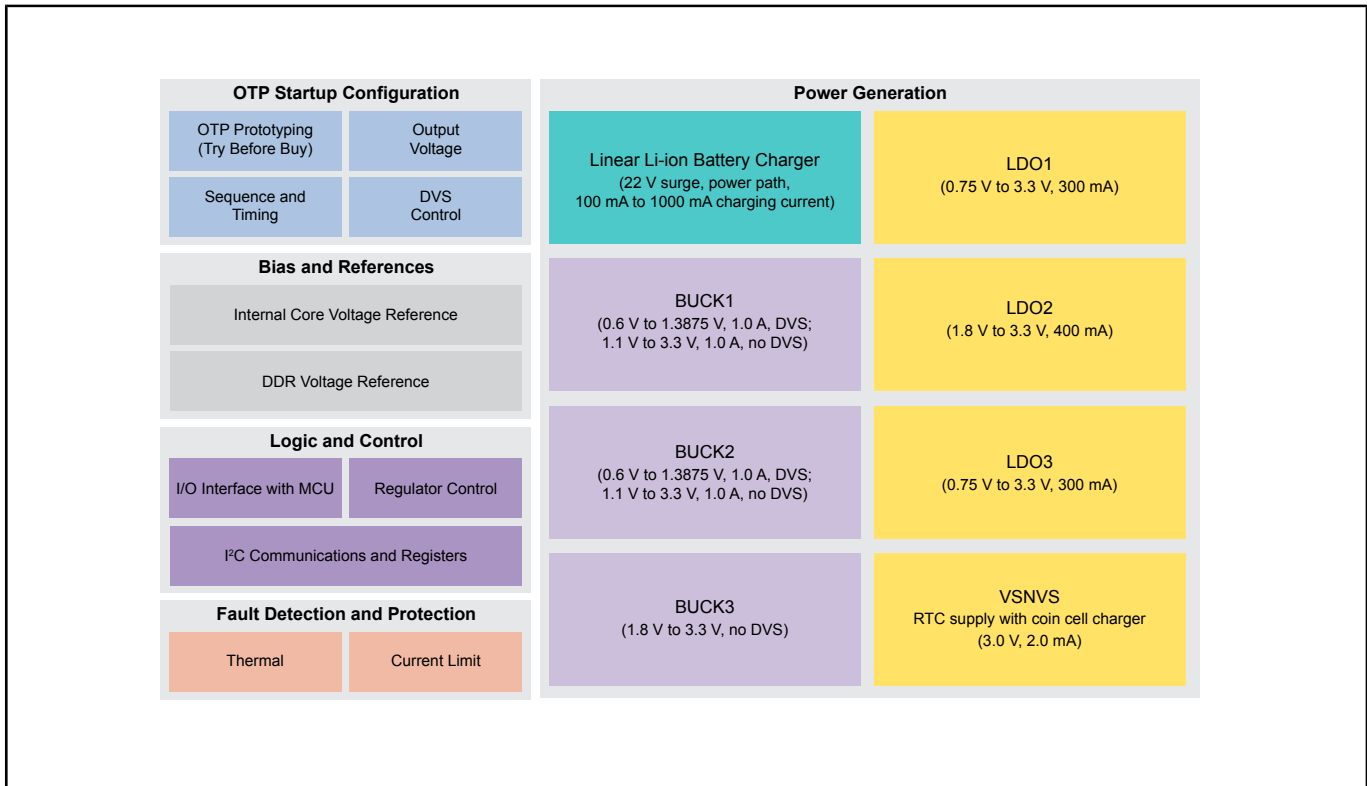 OTP Startup Configuration
OTP Prototyping
(Try Before Buy)
Output
Voltage
Sequence and
Timing
DVS
Control
Bias and References
Internal Core Voltage Reference
DDR Voltage Reference
Logic and Control
I/O Interface with MCU
Regulator Control
I²C Communications and Registers
Fault Detection and Protection
Thermal
Current Limit
Power Generation
Linear Li-ion Battery Charger
(22 V surge, power path,
100 mA to 1000 mA charging current)
LDO1
(0.75 V to 3.3 V, 300 mA)
BUCK1
(0.6 V to 1.3875 V, 1.0 A, DVS;
1.1 V to 3.3 V, 1.0 A, no DVS)
LDO2
(1.8 V to 3.3 V, 400 mA)
BUCK2
(0.6 V to 1.3875 V, 1.0 A, DVS;
1.1 V to 3.3 V, 1.0 A, no DVS)
LDO3
(0.75 V to 3.3 V, 300 mA)
BUCK3
(1.8 V to 3.3 V, no DVS)
VSNVS
RTC supply with coin cell charger
(3.0 V, 2.0 mA)